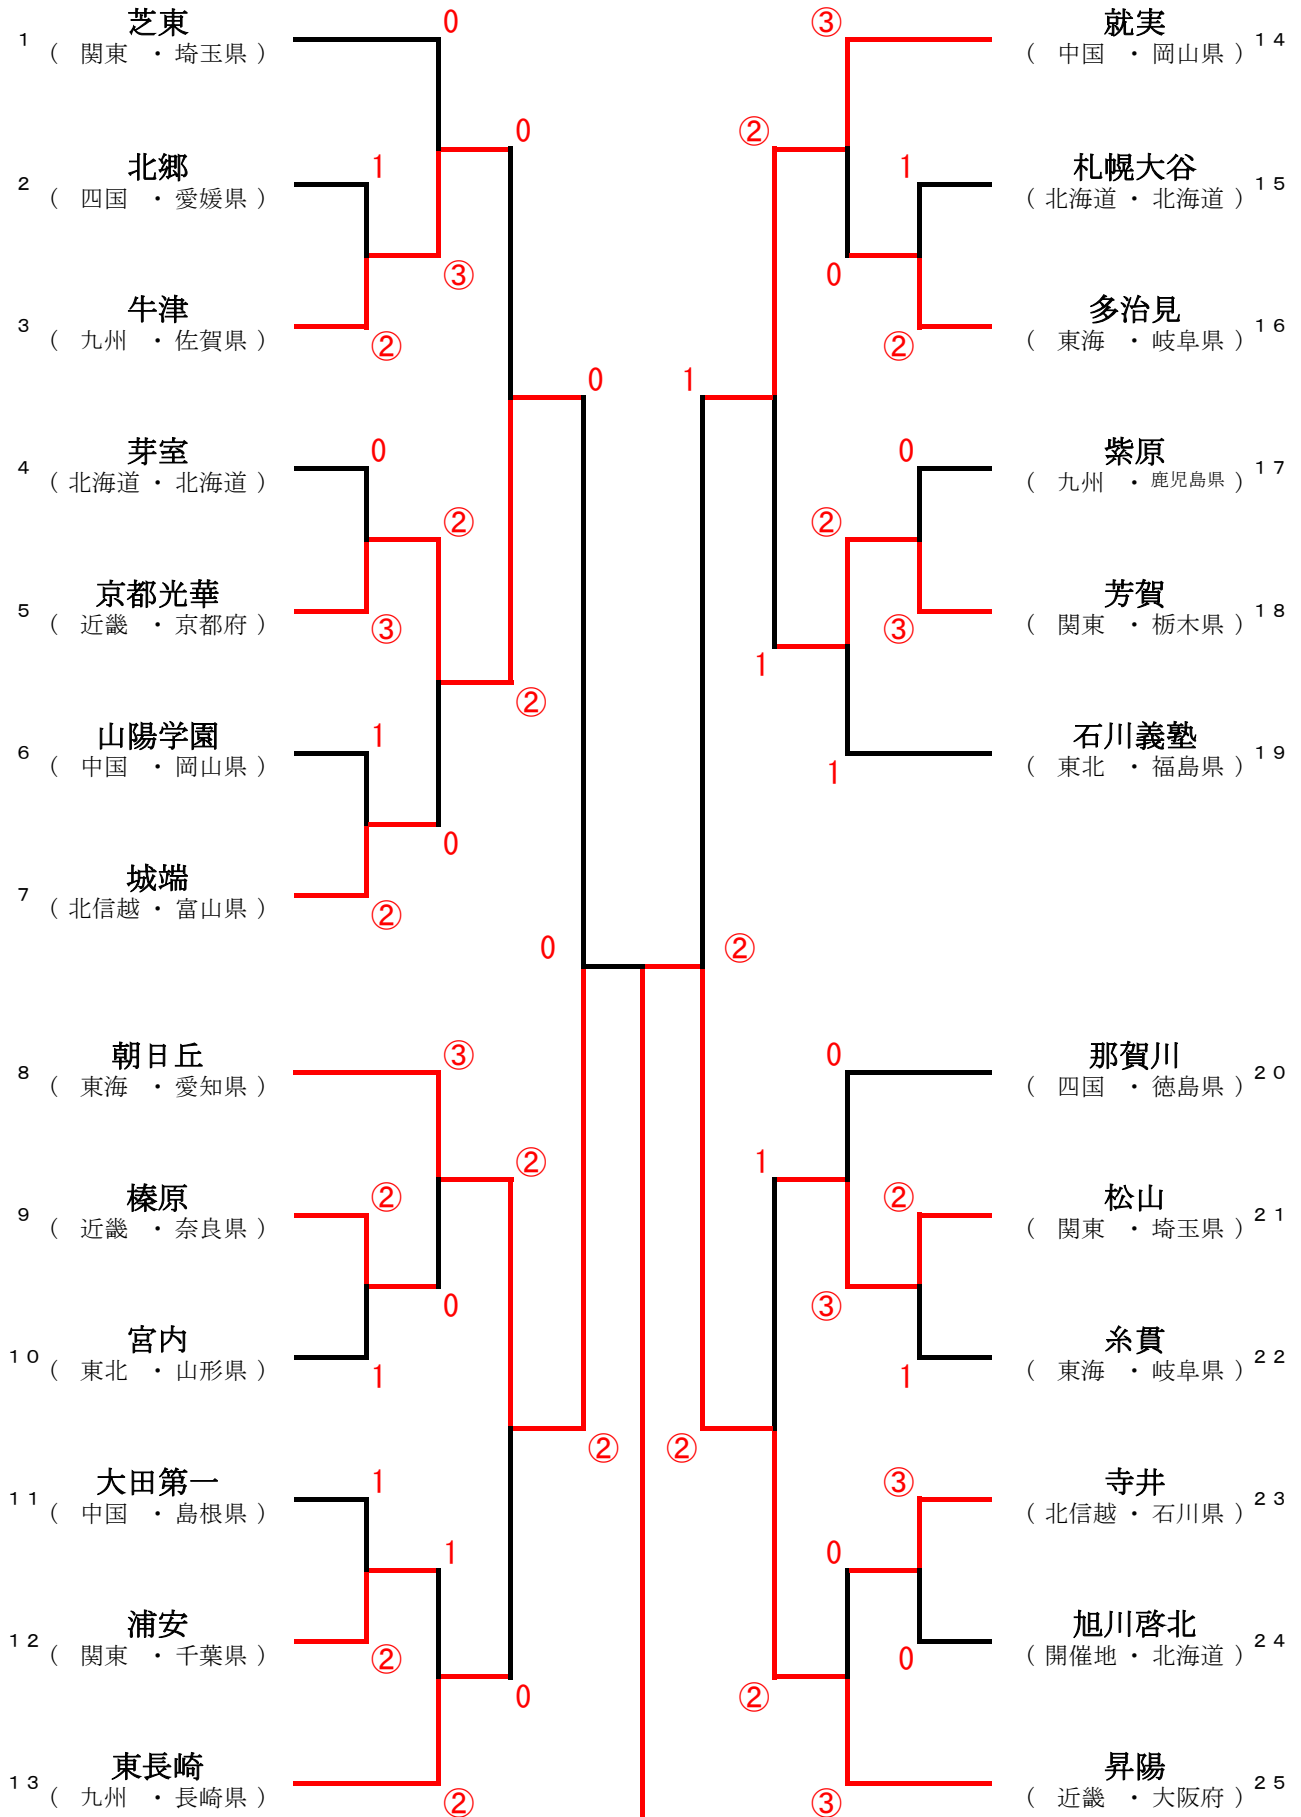 1 芝東
( 関東 ・ 埼玉県 )
0
2 北郷
( 四国 ・ 愛媛県 )
1
0
3 牛津
( 九州 ・ 佐賀県 )
②
③
4 芽室
( 北海道 ・ 北海道 )
0
②
5 京都光華
( 近畿 ・ 京都府 )
③
②
6 山陽学園
( 中国 ・ 岡山県 )
1
0
7 城端
( 北信越 ・ 富山県 )
②
0
0
8 朝日丘
( 東海 ・ 愛知県 )
③
②
9 榛原
( 近畿 ・ 奈良県 )
②
0
10 宮内
( 東北 ・ 山形県 )
1
②
11 大田第一
( 中国 ・ 島根県 )
1
1
12 浦安
( 関東 ・ 千葉県 )
②
0
13 東長崎
( 九州 ・ 長崎県 )
②
③
就実 14
( 中国 ・ 岡山県 )
②
1
札幌大谷 15
( 北海道 ・ 北海道 )
0
②
多治見 16
( 東海 ・ 岐阜県 )
1
0
紫原 17
( 九州 ・ 鹿児島県 )
②
③
芳賀 18
( 関東 ・ 栃木県 )
1
1
石川義塾 19
( 東北 ・ 福島県 )
②
0
那賀川 20
( 四国 ・ 徳島県 )
1
②
松山 21
( 関東 ・ 埼玉県 )
③
1
糸貫 22
( 東海 ・ 岐阜県 )
②
③
寺井 23
( 北信越 ・ 石川県 )
0
0
旭川啓北 24
( 開催地 ・ 北海道 )
②
③
昇陽 25
( 近畿 ・ 大阪府 )